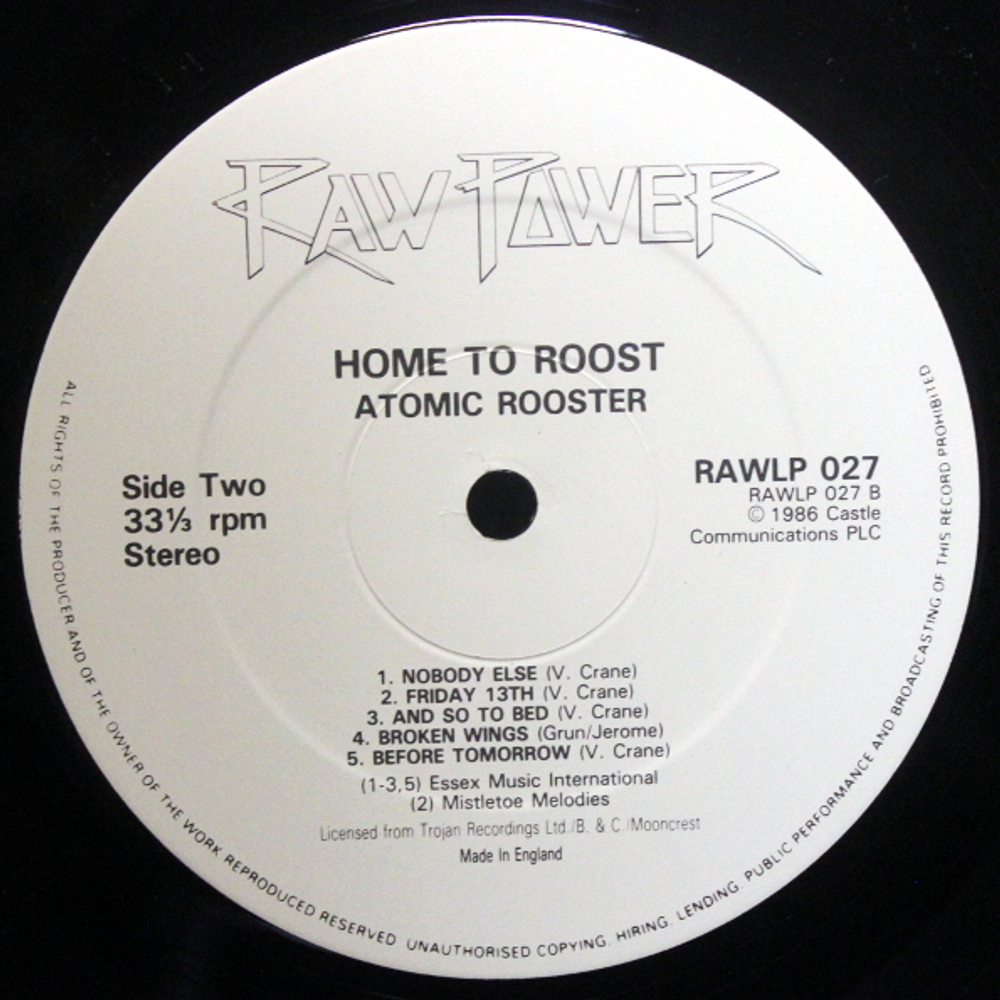 RAW POWER
HOME TO ROOST
ATOMIC ROOSTER
Side Two
33⅓ rpm
Stereo
RAWLP 027
RAWLP 027 B
© 1986 Castle
Communications PLC
1. NOBODY ELSE (V. Crane)
2. FRIDAY 13TH (V. Crane)
3. AND SO TO BED (V. Crane)
4. BROKEN WINGS (Grun/Jerome)
5. BEFORE TOMORROW (V. Crane)
(1-3,5) Essex Music International
(2) Mistletoe Melodies
Licensed from Trojan Recordings Ltd./B. & C./Mooncrest
Made In England
ALL RIGHTS OF THE PRODUCER AND OF THE OWNER OF THE WORK REPRODUCED RESERVED UNAUTHORISED COPYING, HIRING, LENDING, PUBLIC PERFORMANCE AND BROADCASTING OF THIS RECORD PROHIBITED